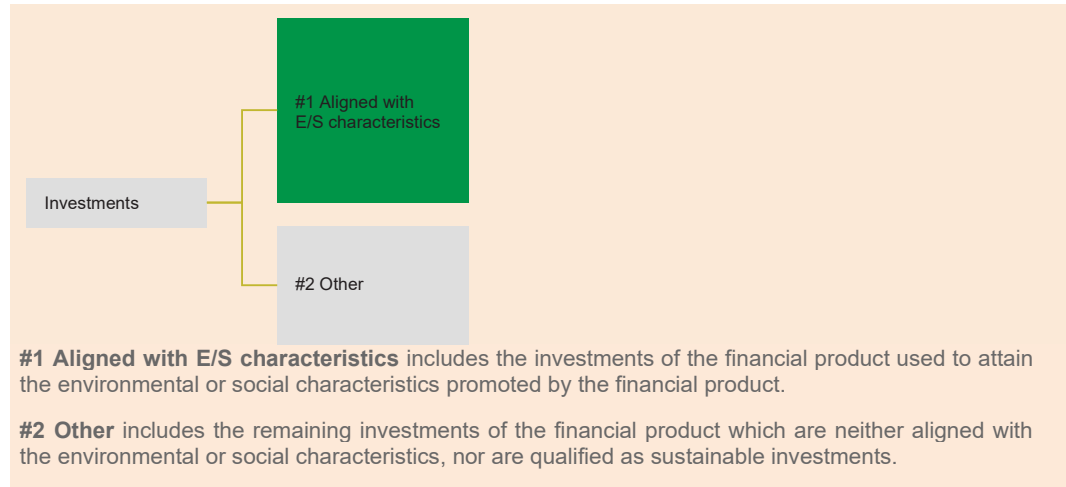 #1 Aligned with
E/S characteristics
Investments
#2 Other
#1 Aligned with E/S characteristics includes the investments of the financial product used to attain
the environmental or social characteristics promoted by the financial product.
#2 Other includes the remaining investments of the financial product which are neither aligned with
the environmental or social characteristics, nor are qualified as sustainable investments.